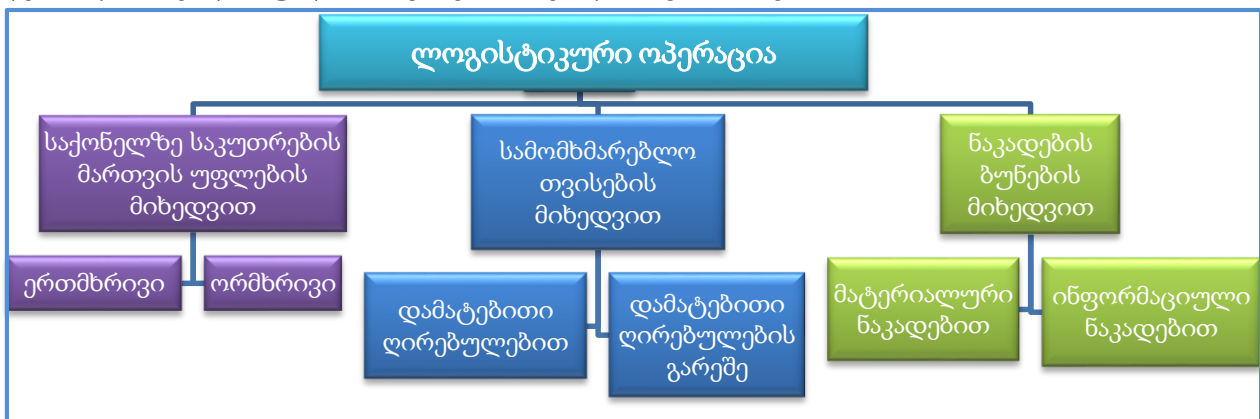 ლოგისტიკური ოპერაცია
საქონელზე საკუთრების
მართვის უფლების
მიხედვით
ერთმხრივი
ორმხრივი
სამომხმარებლო
თვისების
მიხედვით
დამატებითი
ღირებულებით
დამატებითი
ღირებულების
გარეშე
ნაკადების
ბუნების
მიხედვით
მატერიალური
ნაკადებით
ინფორმაციული
ნაკადებით